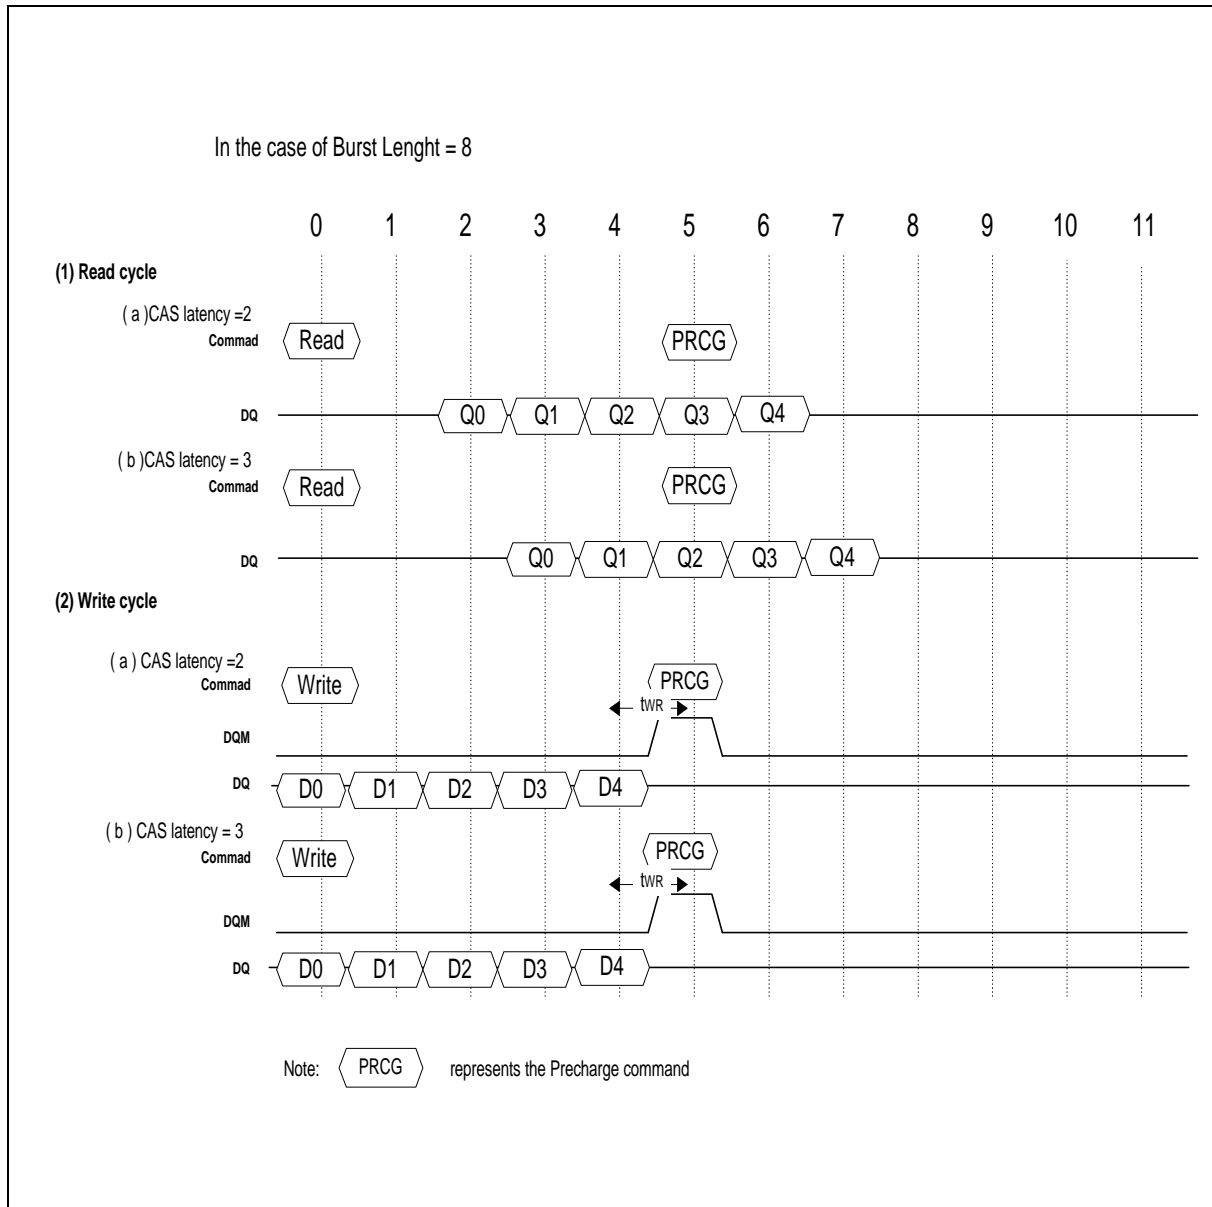 In the case of Burst Lenght = 8
0 1 2 3 4 5 6 7 8 9 10 11
(1) Read cycle
( a )CAS latency =2
Commad Read PRCG
DQ Q0 Q1 Q2 Q3 Q4
( b )CAS latency = 3
Commad Read PRCG
DQ Q0 Q1 Q2 Q3 Q4
(2) Write cycle
( a ) CAS latency =2
Commad Write PRCG
tWR
DQM
DQ D0 D1 D2 D3 D4
( b ) CAS latency = 3
Commad Write PRCG
tWR
DQM
DQ D0 D1 D2 D3 D4
Note: PRCG represents the Precharge command